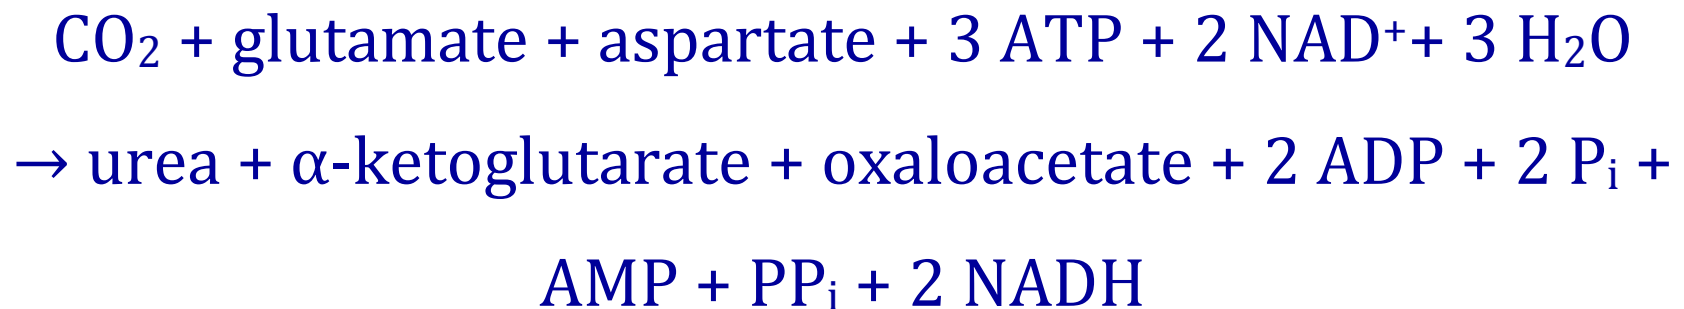 CO₂ + glutamate + aspartate + 3 ATP + 2 NAD⁺+ 3 H₂O
→ urea + α-ketoglutarate + oxaloacetate + 2 ADP + 2 Pᵢ +
AMP + PPᵢ + 2 NADH